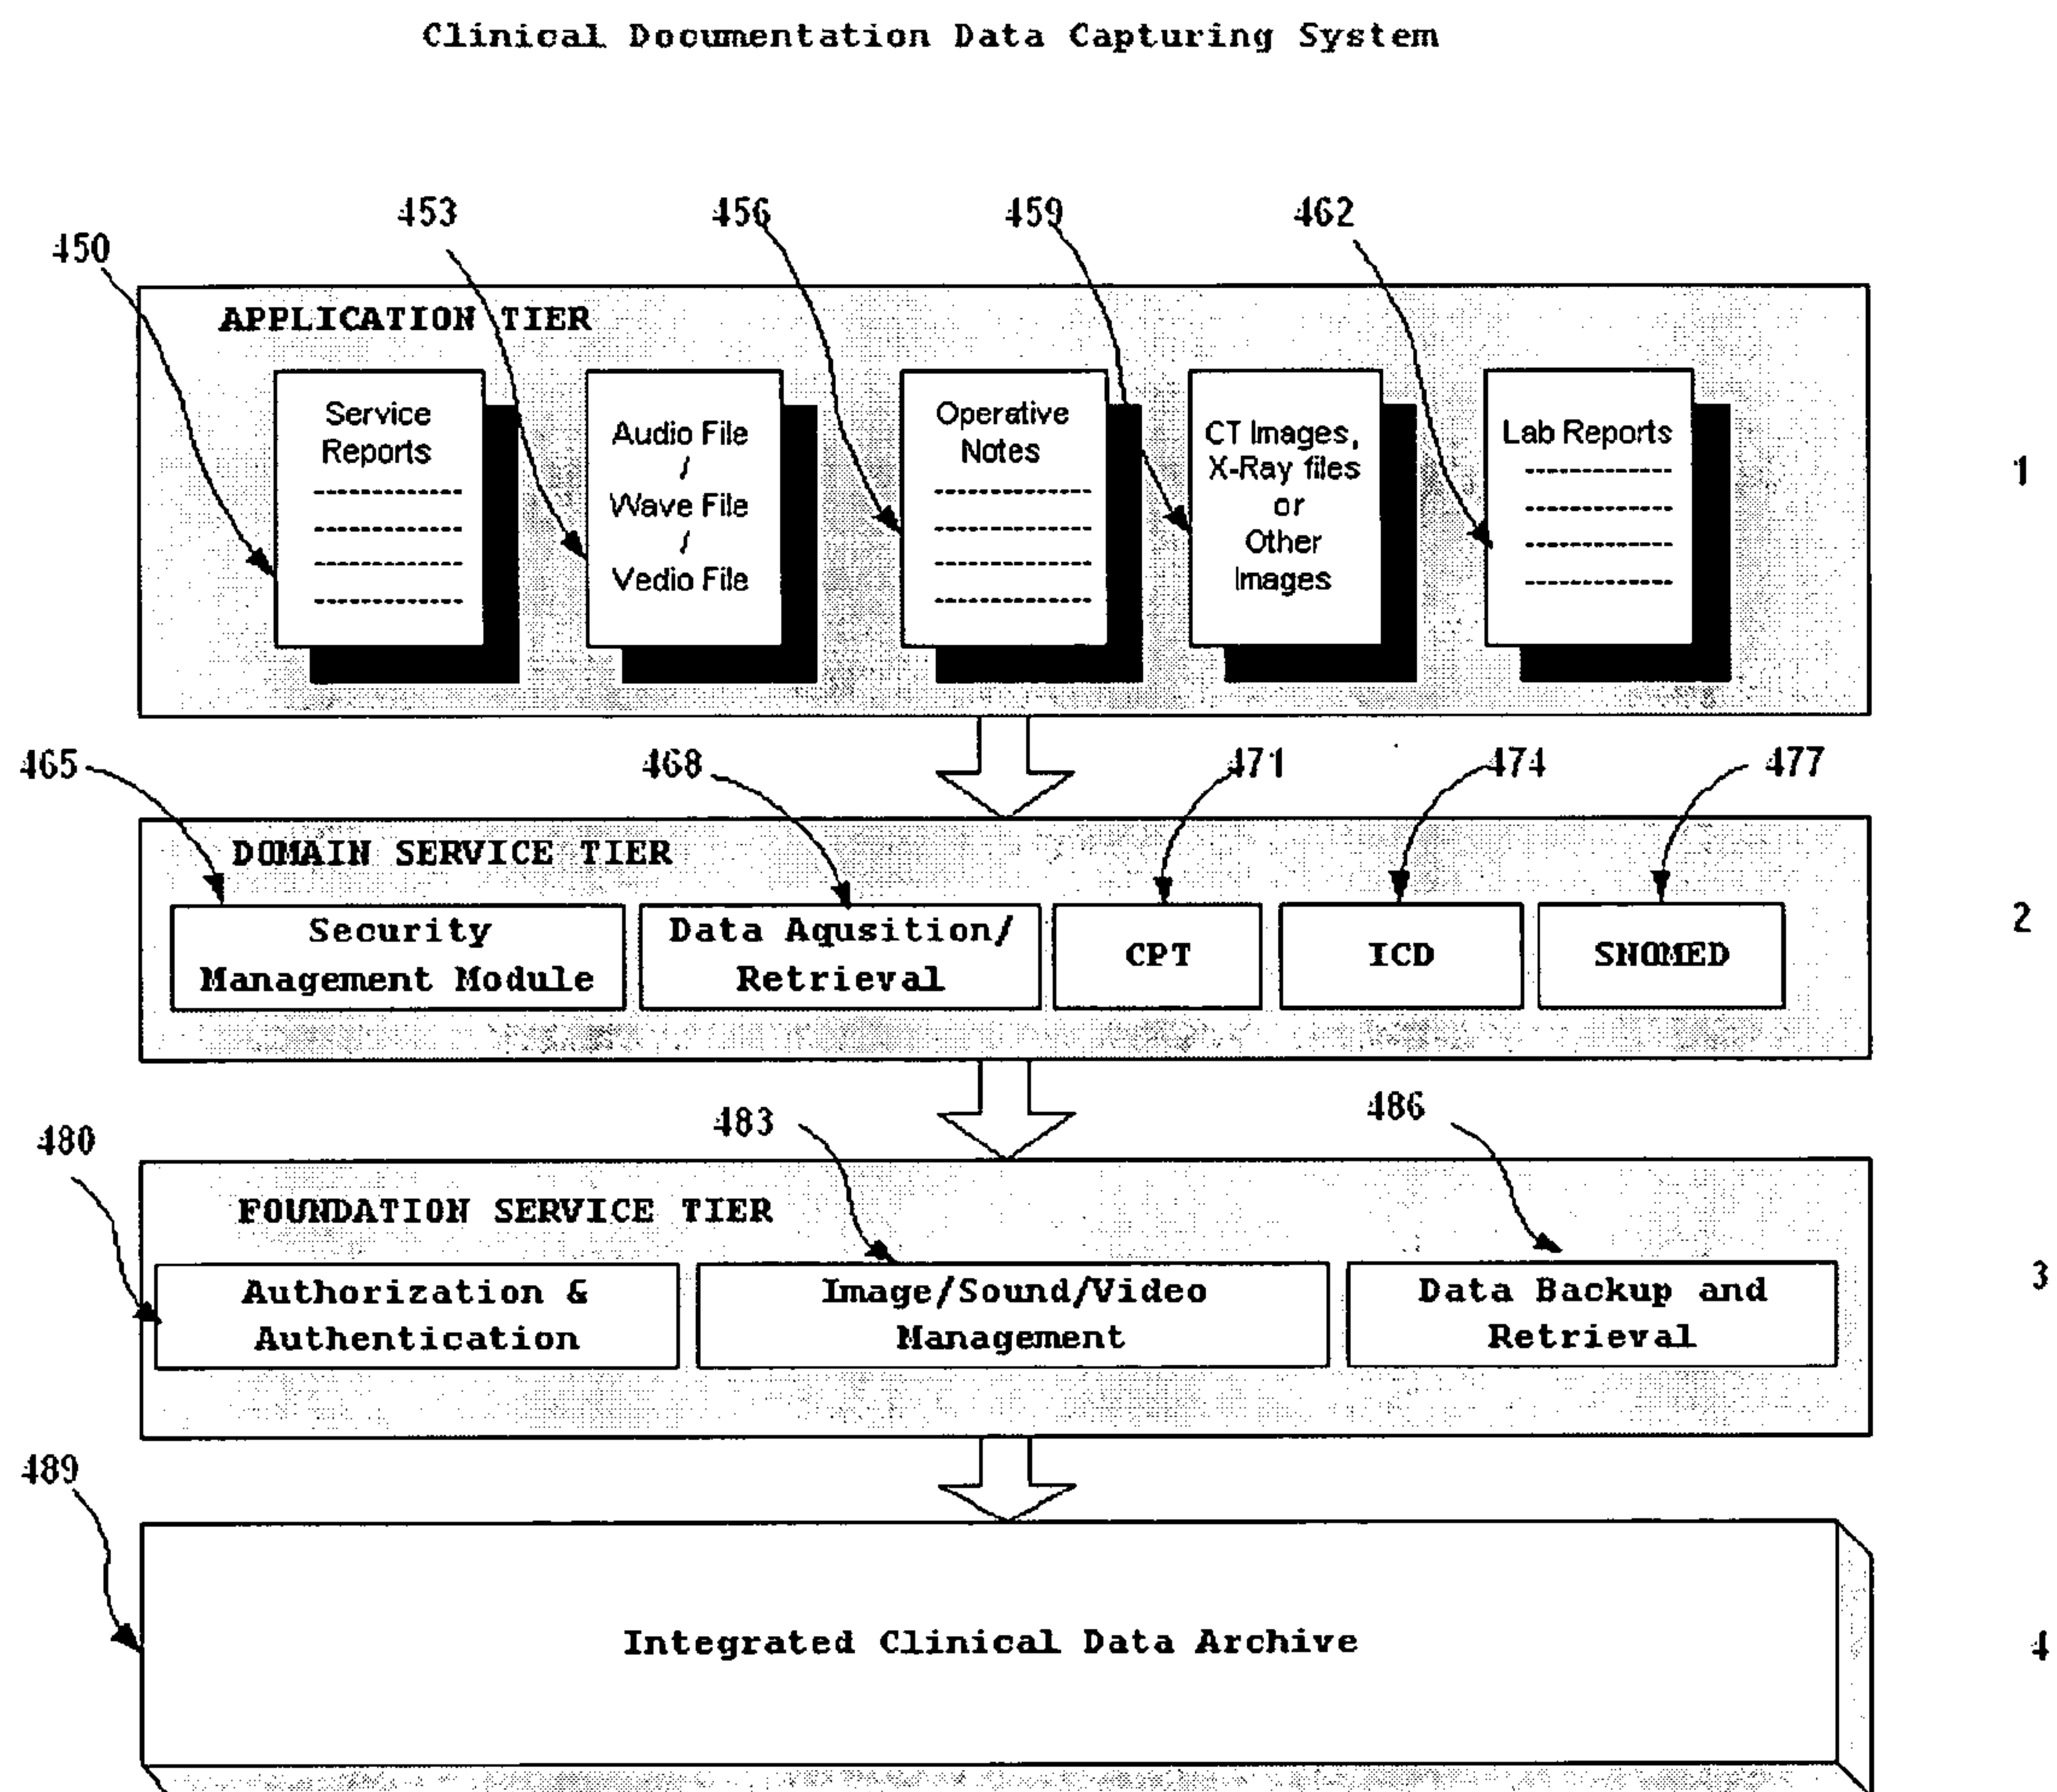 Clinical Documentation Data Capturing System
453
456
459
462
450
APPLICATION TIER
Service
Reports
Audio File
/
Wave File
/
Vedio File
Operative
Notes
CT Images,
X-Ray files
or
Other
Images
Lab Reports
1
465
468
471
474
477
DOMAIN SERVICE TIER
Security
Management Module
Data Aqusition/
Retrieval
CPT
ICD
SNOMED
2
480
483
486
FOUNDATION SERVICE TIER
Authorization &
Authentication
Image/Sound/Video
Management
Data Backup and
Retrieval
3
489
Integrated Clinical Data Archive
4